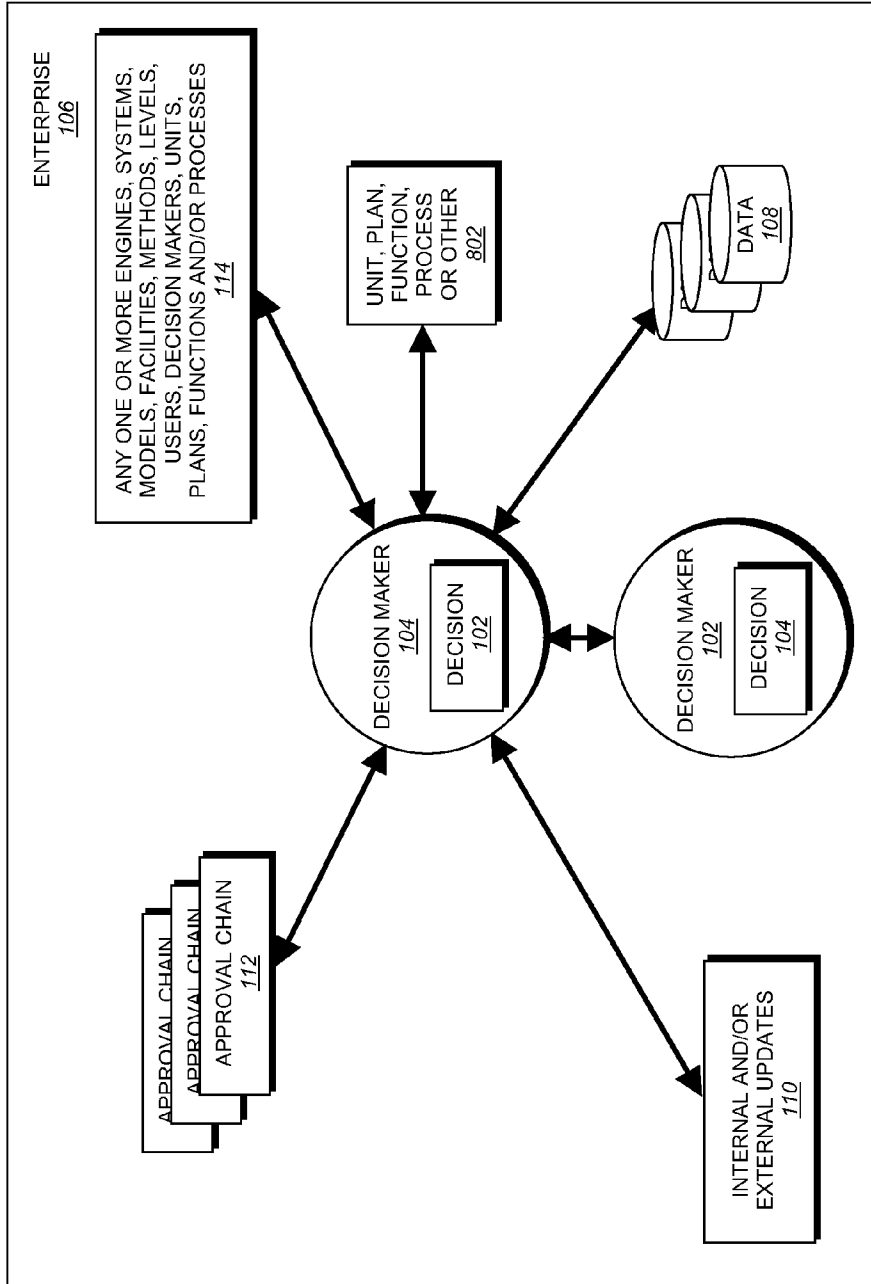 ENTERPRISE
106
ANY ONE OR MORE ENGINES, SYSTEMS,
MODELS, FACILITIES, METHODS, LEVELS,
USERS, DECISION MAKERS, UNITS,
PLANS, FUNCTIONS AND/OR PROCESSES
114
APPROVAL CHAIN
APPROVAL CHAIN
APPROVAL CHAIN
112
UNIT, PLAN,
FUNCTION,
PROCESS
OR OTHER
802
DECISION MAKER
104
DECISION
102
INTERNAL AND/OR
EXTERNAL UPDATES
110
DECISION MAKER
102
DECISION
104
DATA
108